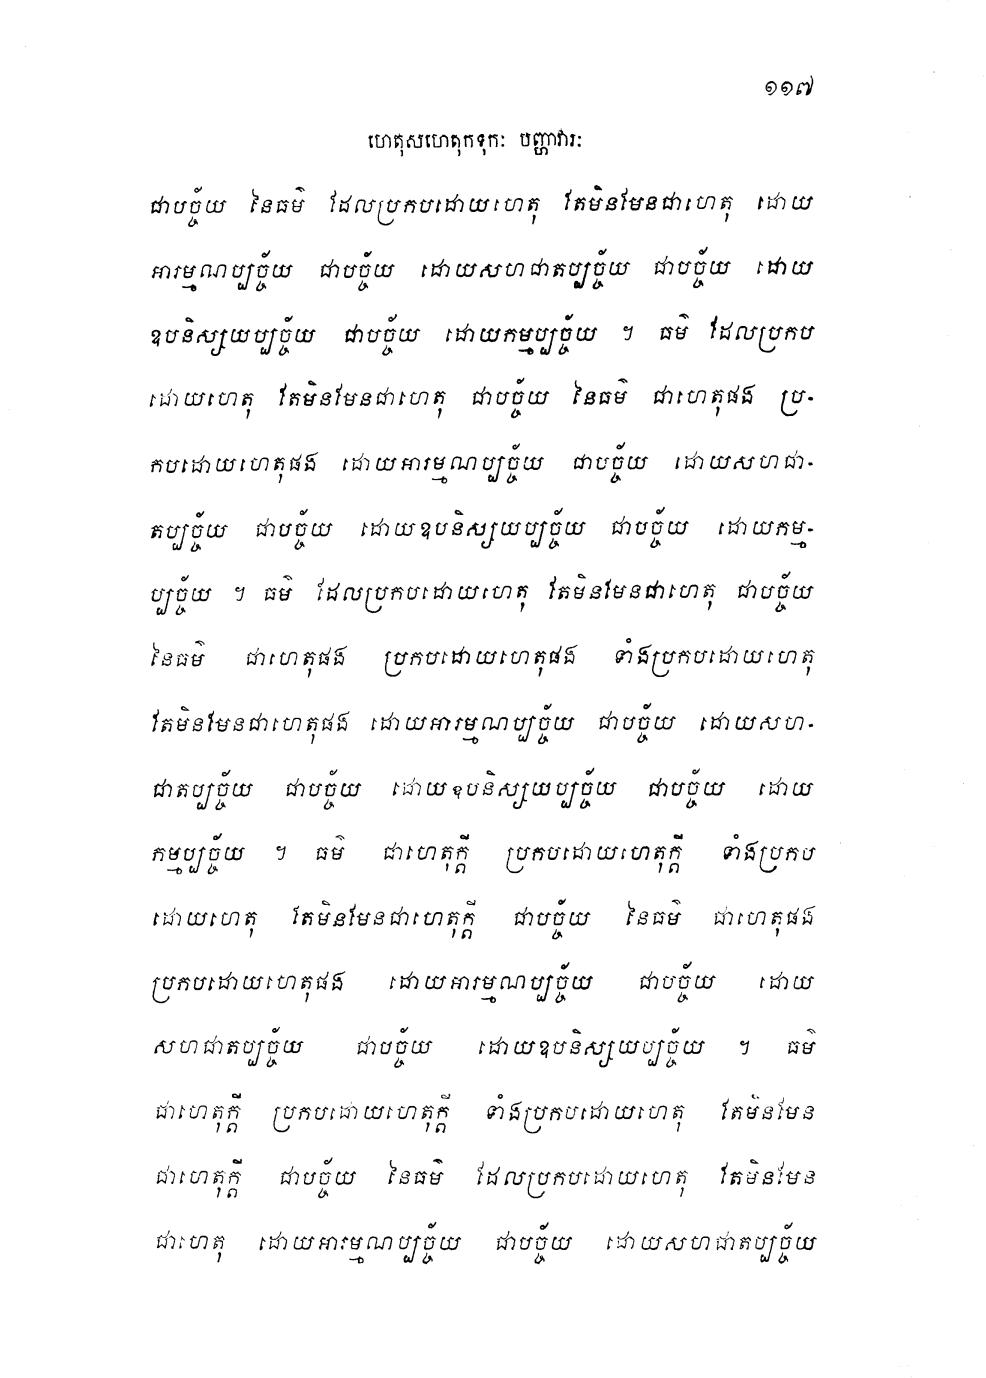 ១១៧
ហេតុសហេតុកទុកៈ បញ្ហាវារៈ
ជាបច្ច័យ នៃធម៌ ដែលប្រកបដោយហេតុ តែមិនមែនជាហេតុ ដោយ
អារម្មណប្បច្ច័យ ជាបច្ច័យ ដោយសហជាតប្បច្ច័យ ជាបច្ច័យ ដោយ
ឧបនិស្សយប្បច្ច័យ ជាបច្ច័យ ដោយកម្មប្បច្ច័យ ។ ធម៌ ដែលប្រកប
ដោយហេតុ តែមិនមែនជាហេតុ ជាបច្ច័យ នៃធម៌ ជាហេតុផង ប្រ-
កបដោយហេតុផង ដោយអារម្មណប្បច្ច័យ ជាបច្ច័យ ដោយសហជា-
តប្បច្ច័យ ជាបច្ច័យ ដោយឧបនិស្សយប្បច្ច័យ ជាបច្ច័យ ដោយកម្ម-
ប្បច្ច័យ ។ ធម៌ ដែលប្រកបដោយហេតុ តែមិនមែនជាហេតុ ជាបច្ច័យ
នៃធម៌ ជាហេតុផង ប្រកបដោយហេតុផង ទាំងប្រកបដោយហេតុ
តែមិនមែនជាហេតុផង ដោយអារម្មណប្បច្ច័យ ជាបច្ច័យ ដោយសហ-
ជាតប្បច្ច័យ ជាបច្ច័យ ដោយឧបនិស្សយប្បច្ច័យ ជាបច្ច័យ ដោយ
កម្មប្បច្ច័យ ។ ធម៌ ជាហេតុក្តី ប្រកបដោយហេតុក្តី ទាំងប្រកប
ដោយហេតុ តែមិនមែនជាហេតុក្តី ជាបច្ច័យ នៃធម៌ ជាហេតុផង
ប្រកបដោយហេតុផង ដោយអារម្មណប្បច្ច័យ ជាបច្ច័យ ដោយ
សហជាតប្បច្ច័យ ជាបច្ច័យ ដោយឧបនិស្សយប្បច្ច័យ ។ ធម៌
ជាហេតុក្តី ប្រកបដោយហេតុក្តី ទាំងប្រកបដោយហេតុ តែមិនមែន
ជាហេតុក្តី ជាបច្ច័យ នៃធម៌ ដែលប្រកបដោយហេតុ តែមិនមែន
ជាហេតុ ដោយអារម្មណប្បច្ច័យ ជាបច្ច័យ ដោយសហជាតប្បច្ច័យ